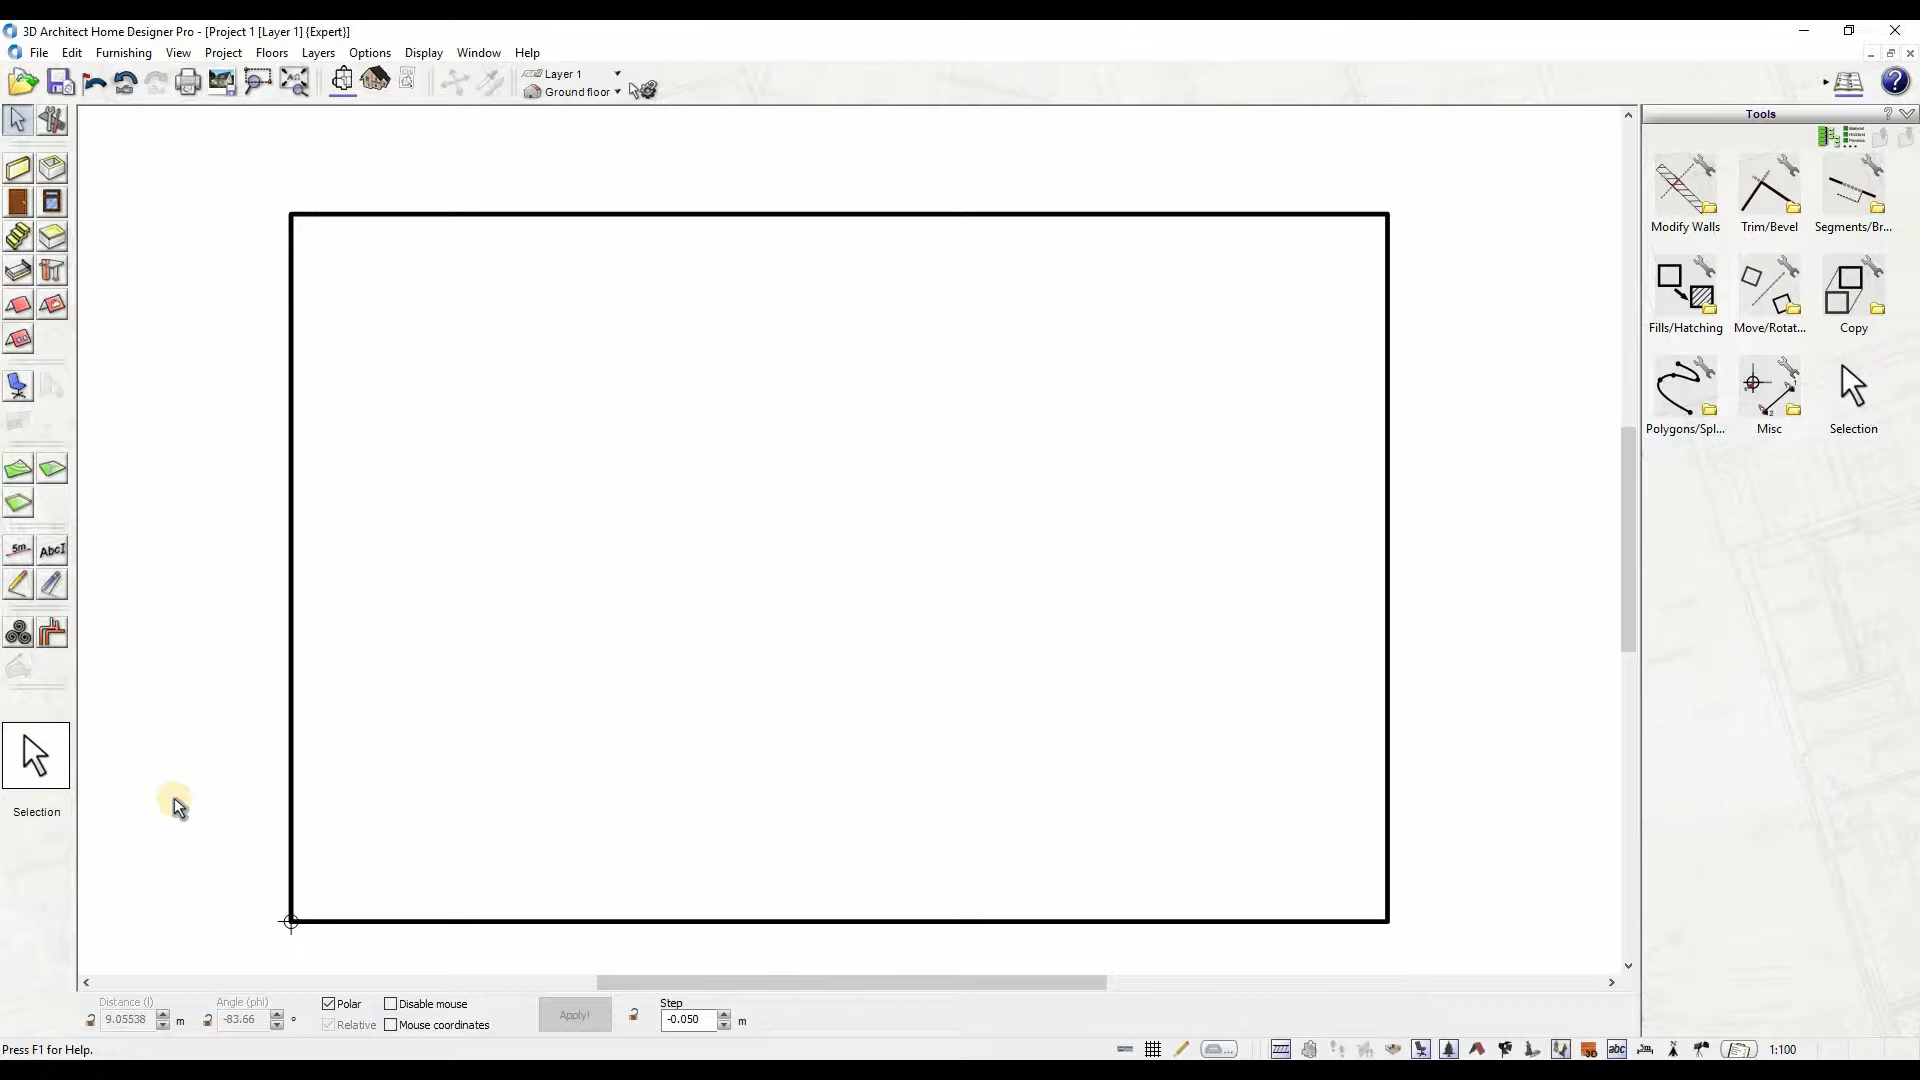 3D Architect Home Designer Pro - [Project 1 [Layer 1] {Expert}]
File Edit Furnishing View Project Floors Layers Options Display Window Help
Layer 1
Ground floor
Tools
Modify Walls Trim/Bevel Segments/Br...
Fills/Hatching Move/Rotat... Copy
Polygons/Spl... Misc Selection
5m AbcI
Selection
Distance (l) Angle (phi) Polar Disable mouse Apply! Step
9.05538 m -83.66 ° Relative Mouse coordinates -0.050 m
Press F1 for Help.
3D abc 5m 1:100